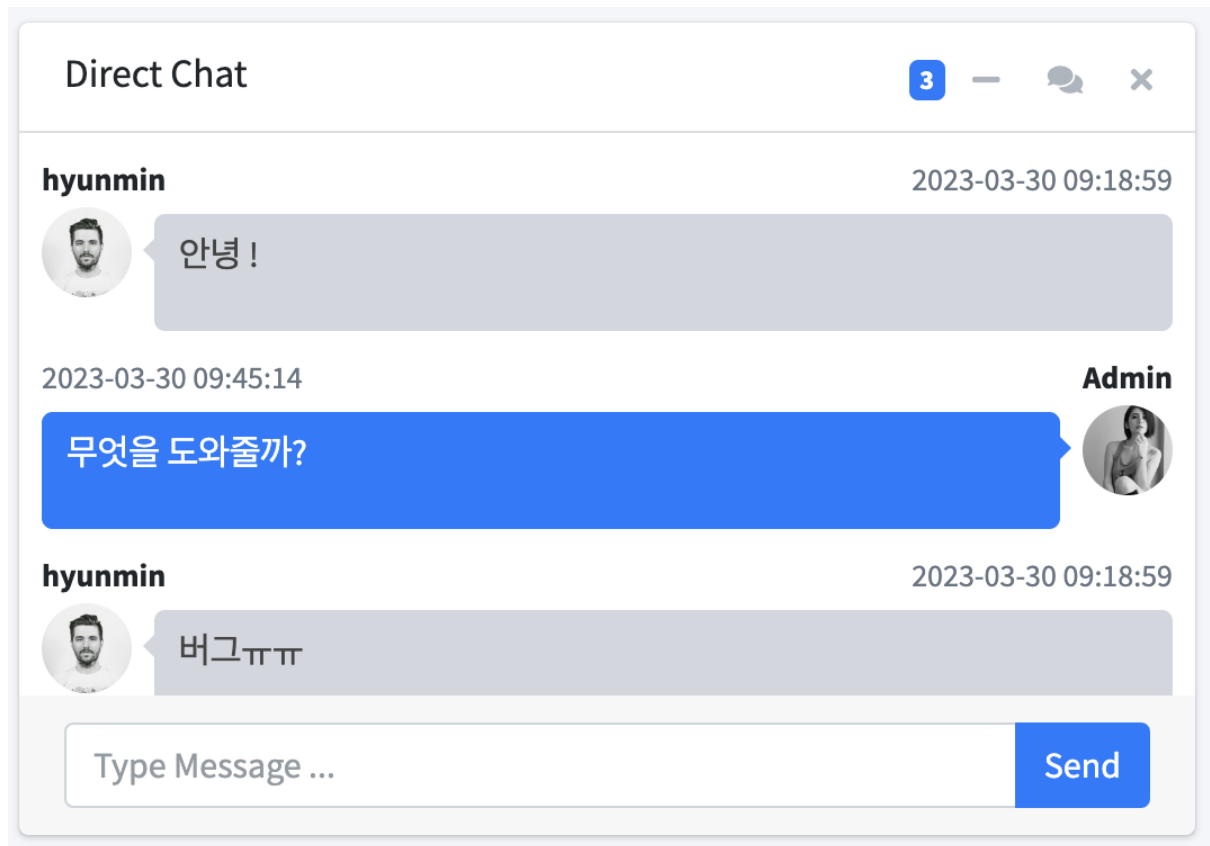 Direct Chat
3
hyunmin 2023-03-30 09:18:59
안녕 !
2023-03-30 09:45:14 Admin
무엇을 도와줄까?
hyunmin 2023-03-30 09:18:59
버그ㅠㅠ
Type Message ... Send